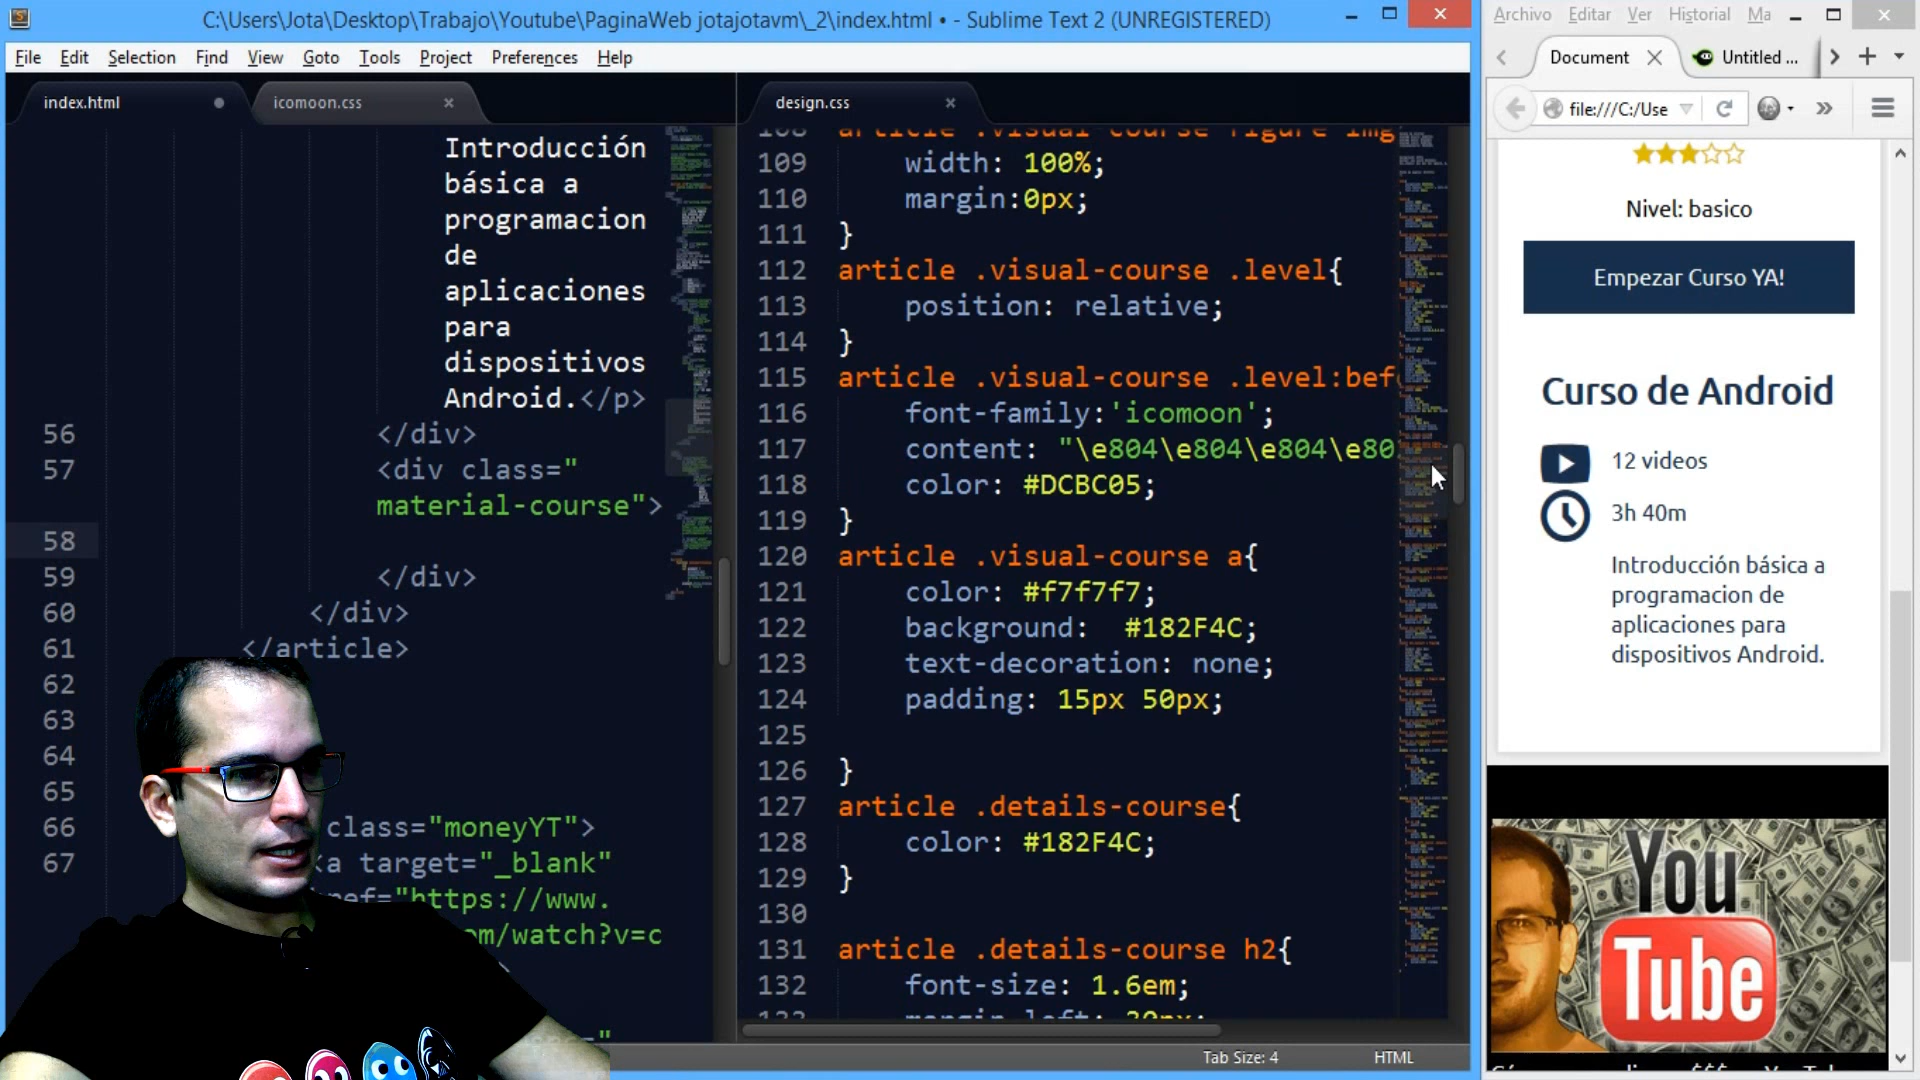 C:\Users\Jota\Desktop\Trabajo\Youtube\PaginaWeb jotajotavm\_2\index.html • - Sublime Text 2 (UNREGISTERED)
File Edit Selection Find View Goto Tools Project Preferences Help
index.html
icomoon.css
Introducción
básica a
programacion
de
aplicaciones
para
dispositivos
Android.</p>
56 </div>
57 <div class="
material-course">
58
59 </div>
60 </div>
61 </article>
62
63
64
65
66 class="moneyYT">
67 a target="_blank"
ref="https://www.
om/watch?v=c
design.css
108 article .visual-course figure img
109 width: 100%;
110 margin:0px;
111 }
112 article .visual-course .level{
113 position: relative;
114 }
115 article .visual-course .level:bef
116 font-family:'icomoon';
117 content: "\e804\e804\e804\e80
118 color: #DCBC05;
119 }
120 article .visual-course a{
121 color: #f7f7f7;
122 background: #182F4C;
123 text-decoration: none;
124 padding: 15px 50px;
125
126 }
127 article .details-course{
128 color: #182F4C;
129 }
130
131 article .details-course h2{
132 font-size: 1.6em;
Tab Size: 4 HTML
Archivo Editar Ver Historial Ma
Document
Untitled ...
file:///C:/Use
Nivel: basico
Empezar Curso YA!
Curso de Android
12 videos
3h 40m
Introducción básica a
programacion de
aplicaciones para
dispositivos Android.
You
Tube